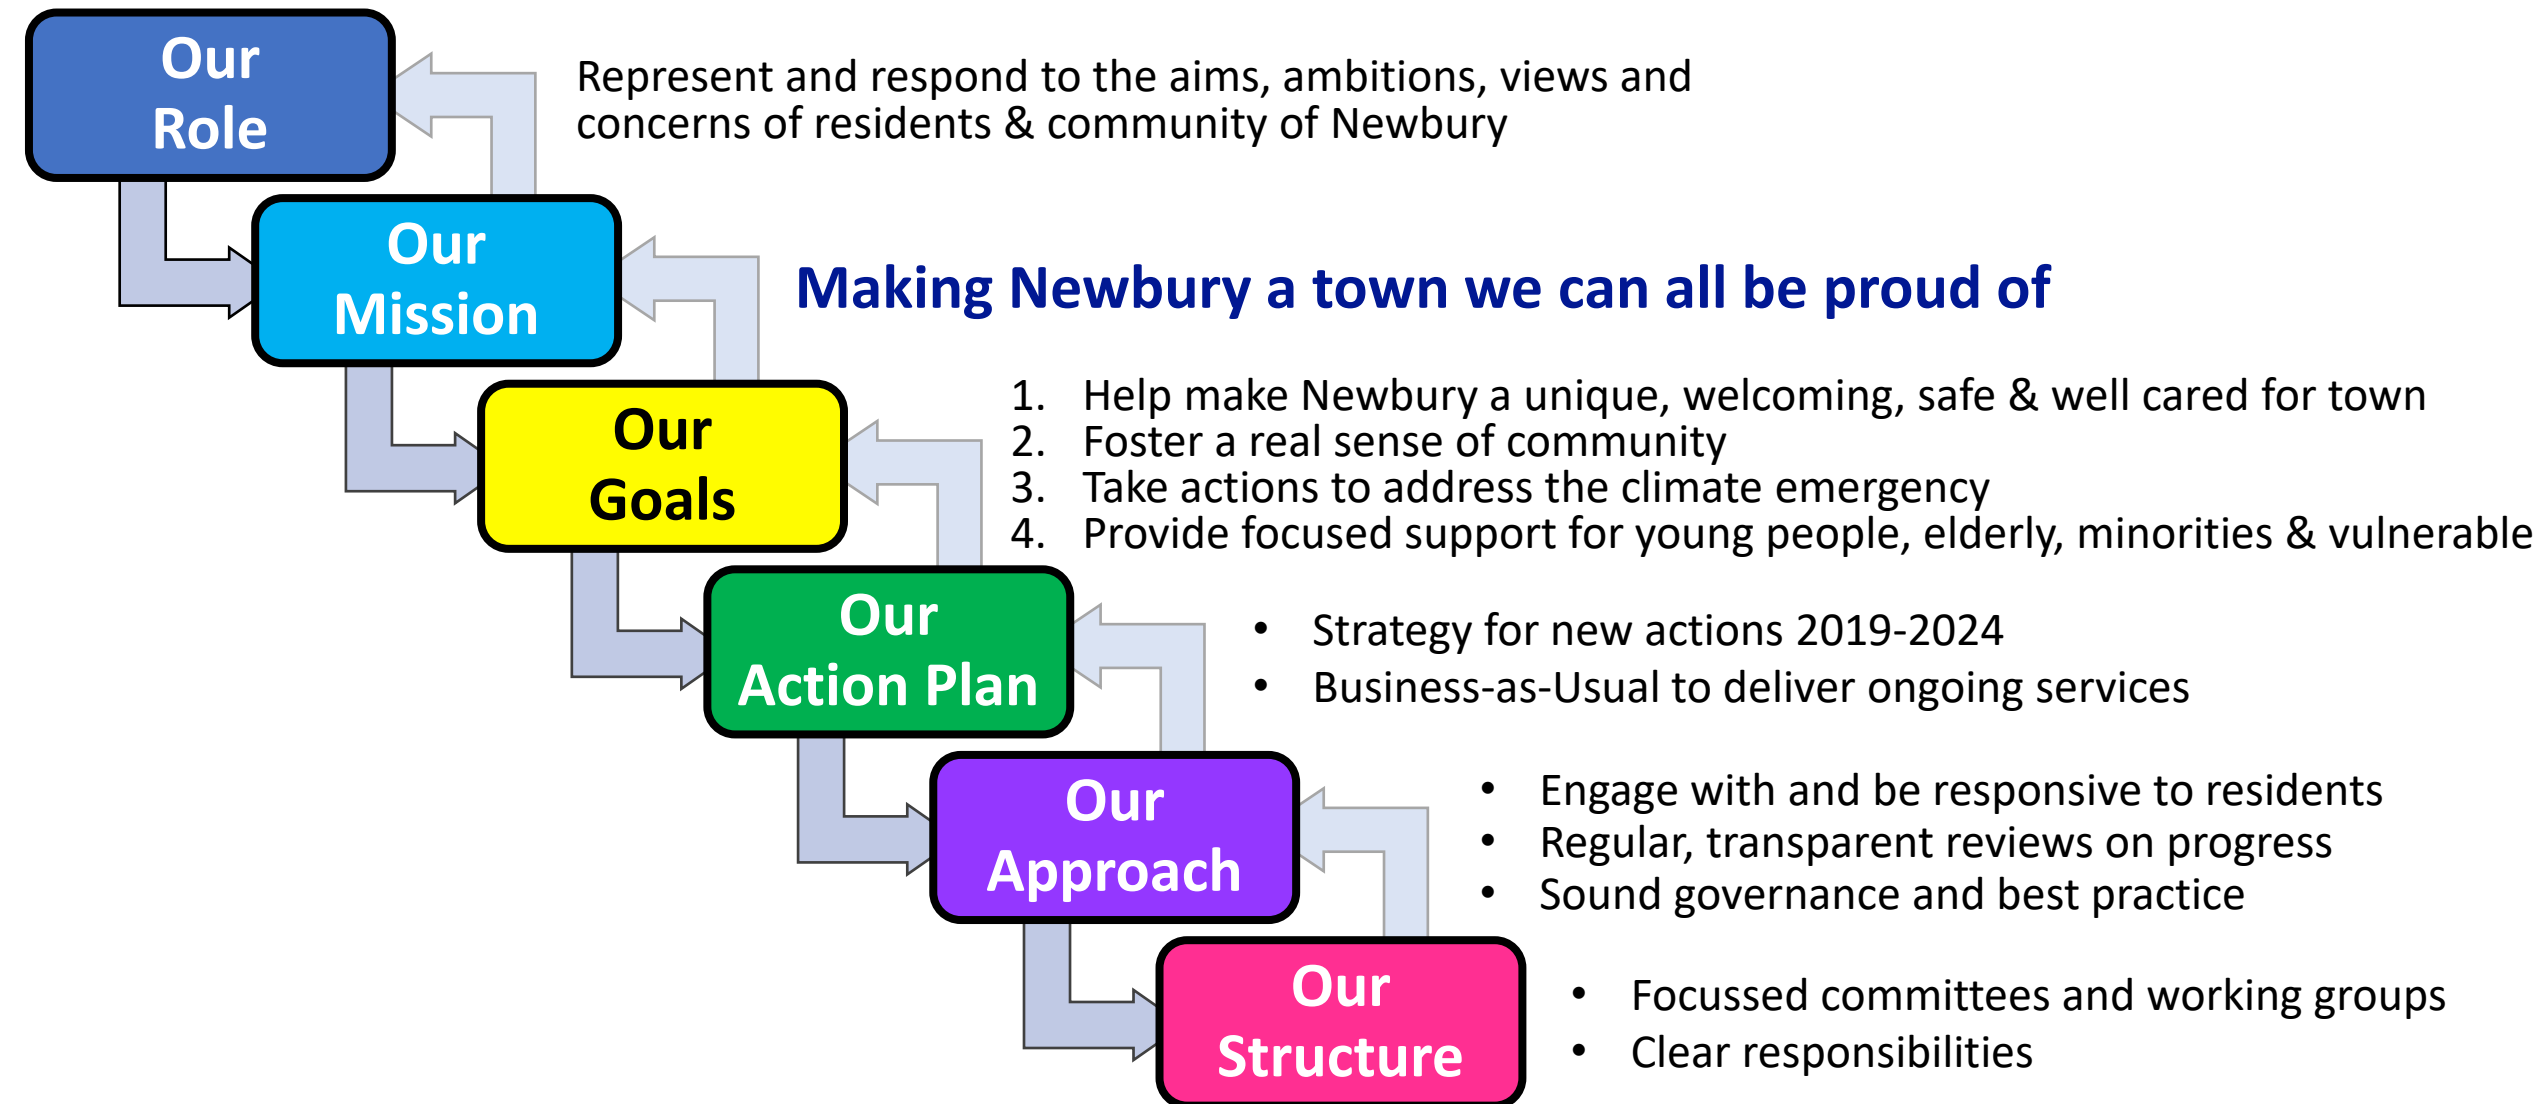 Our
Role
Represent and respond to the aims, ambitions, views and
concerns of residents & community of Newbury
Our
Mission
Making Newbury a town we can all be proud of
Our
Goals
1. Help make Newbury a unique, welcoming, safe & well cared for town
2. Foster a real sense of community
3. Take actions to address the climate emergency
4. Provide focused support for young people, elderly, minorities & vulnerable
Our
Action Plan
• Strategy for new actions 2019-2024
• Business-as-Usual to deliver ongoing services
Our
Approach
• Engage with and be responsive to residents
• Regular, transparent reviews on progress
• Sound governance and best practice
Our
Structure
• Focussed committees and working groups
• Clear responsibilities